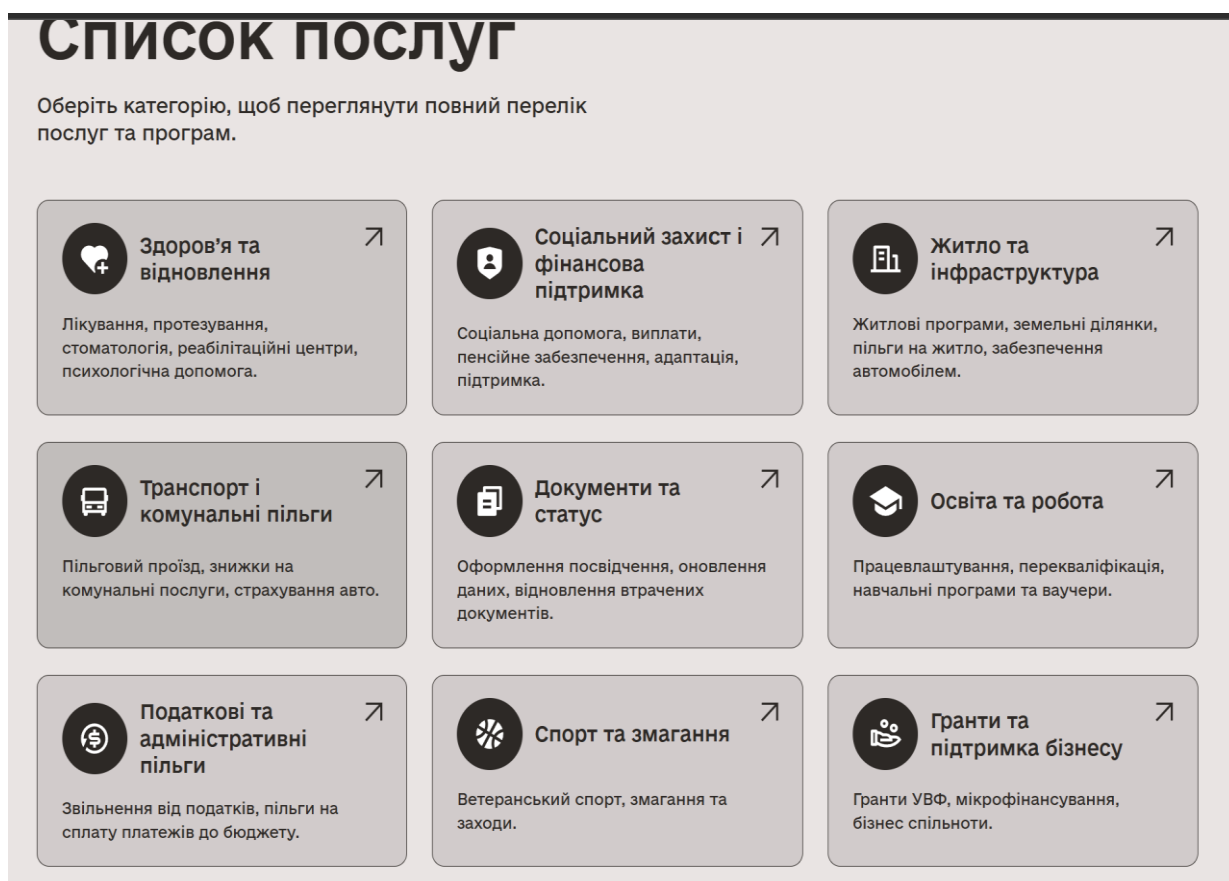 Список послуг
Оберіть категорію, щоб переглянути повний перелік
послуг та програм.
Здоров’я та
відновлення
Лікування, протезування,
стоматологія, реабілітаційні центри,
психологічна допомога.
Соціальний захист і
фінансова
підтримка
Соціальна допомога, виплати,
пенсійне забезпечення, адаптація,
підтримка.
Житло та
інфраструктура
Житлові програми, земельні ділянки,
пільги на житло, забезпечення
автомобілем.
Транспорт і
комунальні пільги
Пільговий проїзд, знижки на
комунальні послуги, страхування авто.
Документи та
статус
Оформлення посвідчення, оновлення
даних, відновлення втрачених
документів.
Освіта та робота
Працевлаштування, перекваліфікація,
навчальні програми та ваучери.
Податкові та
адміністративні
пільги
Звільнення від податків, пільги на
сплату платежів до бюджету.
Спорт та змагання
Ветеранський спорт, змагання та
заходи.
Гранти та
підтримка бізнесу
Гранти УВФ, мікрофінансування,
бізнес спільноти.